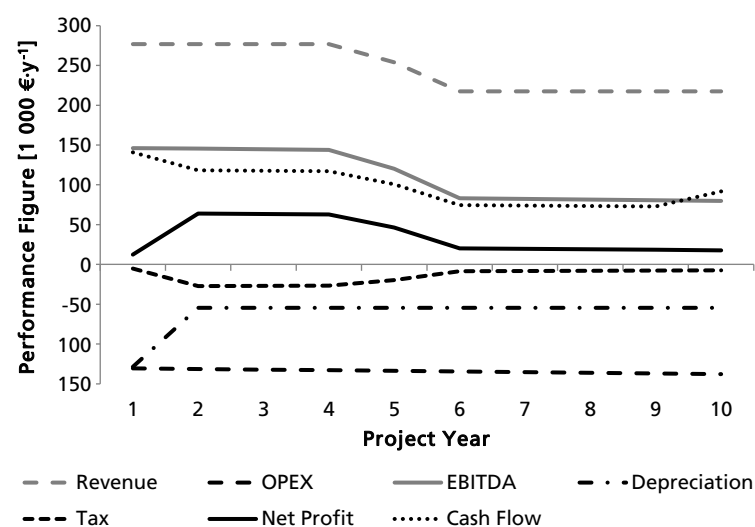 Performance Figure [1 000 €·y⁻¹]
300
250
200
150
100
50
0
-50
100
150
1 2 3 4 5 6 7 8 9 10
Project Year
Revenue OPEX EBITDA Depreciation
Tax Net Profit Cash Flow